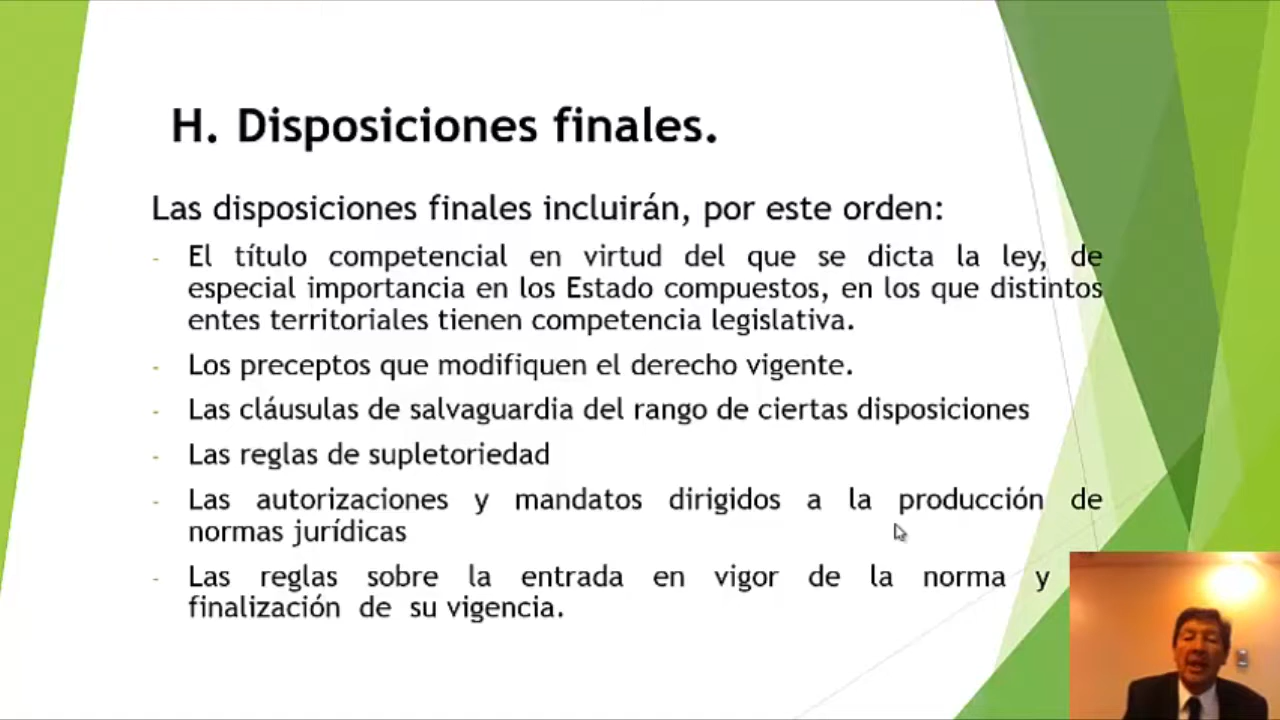 H. Disposiciones finales.
Las disposiciones finales incluirán, por este orden:
- El título competencial en virtud del que se dicta la ley, de
especial importancia en los Estado compuestos, en los que distintos
entes territoriales tienen competencia legislativa.
- Los preceptos que modifiquen el derecho vigente.
- Las cláusulas de salvaguardia del rango de ciertas disposiciones
- Las reglas de supletoriedad
- Las autorizaciones y mandatos dirigidos a la producción de
normas jurídicas
- Las reglas sobre la entrada en vigor de la norma y
finalización de su vigencia.